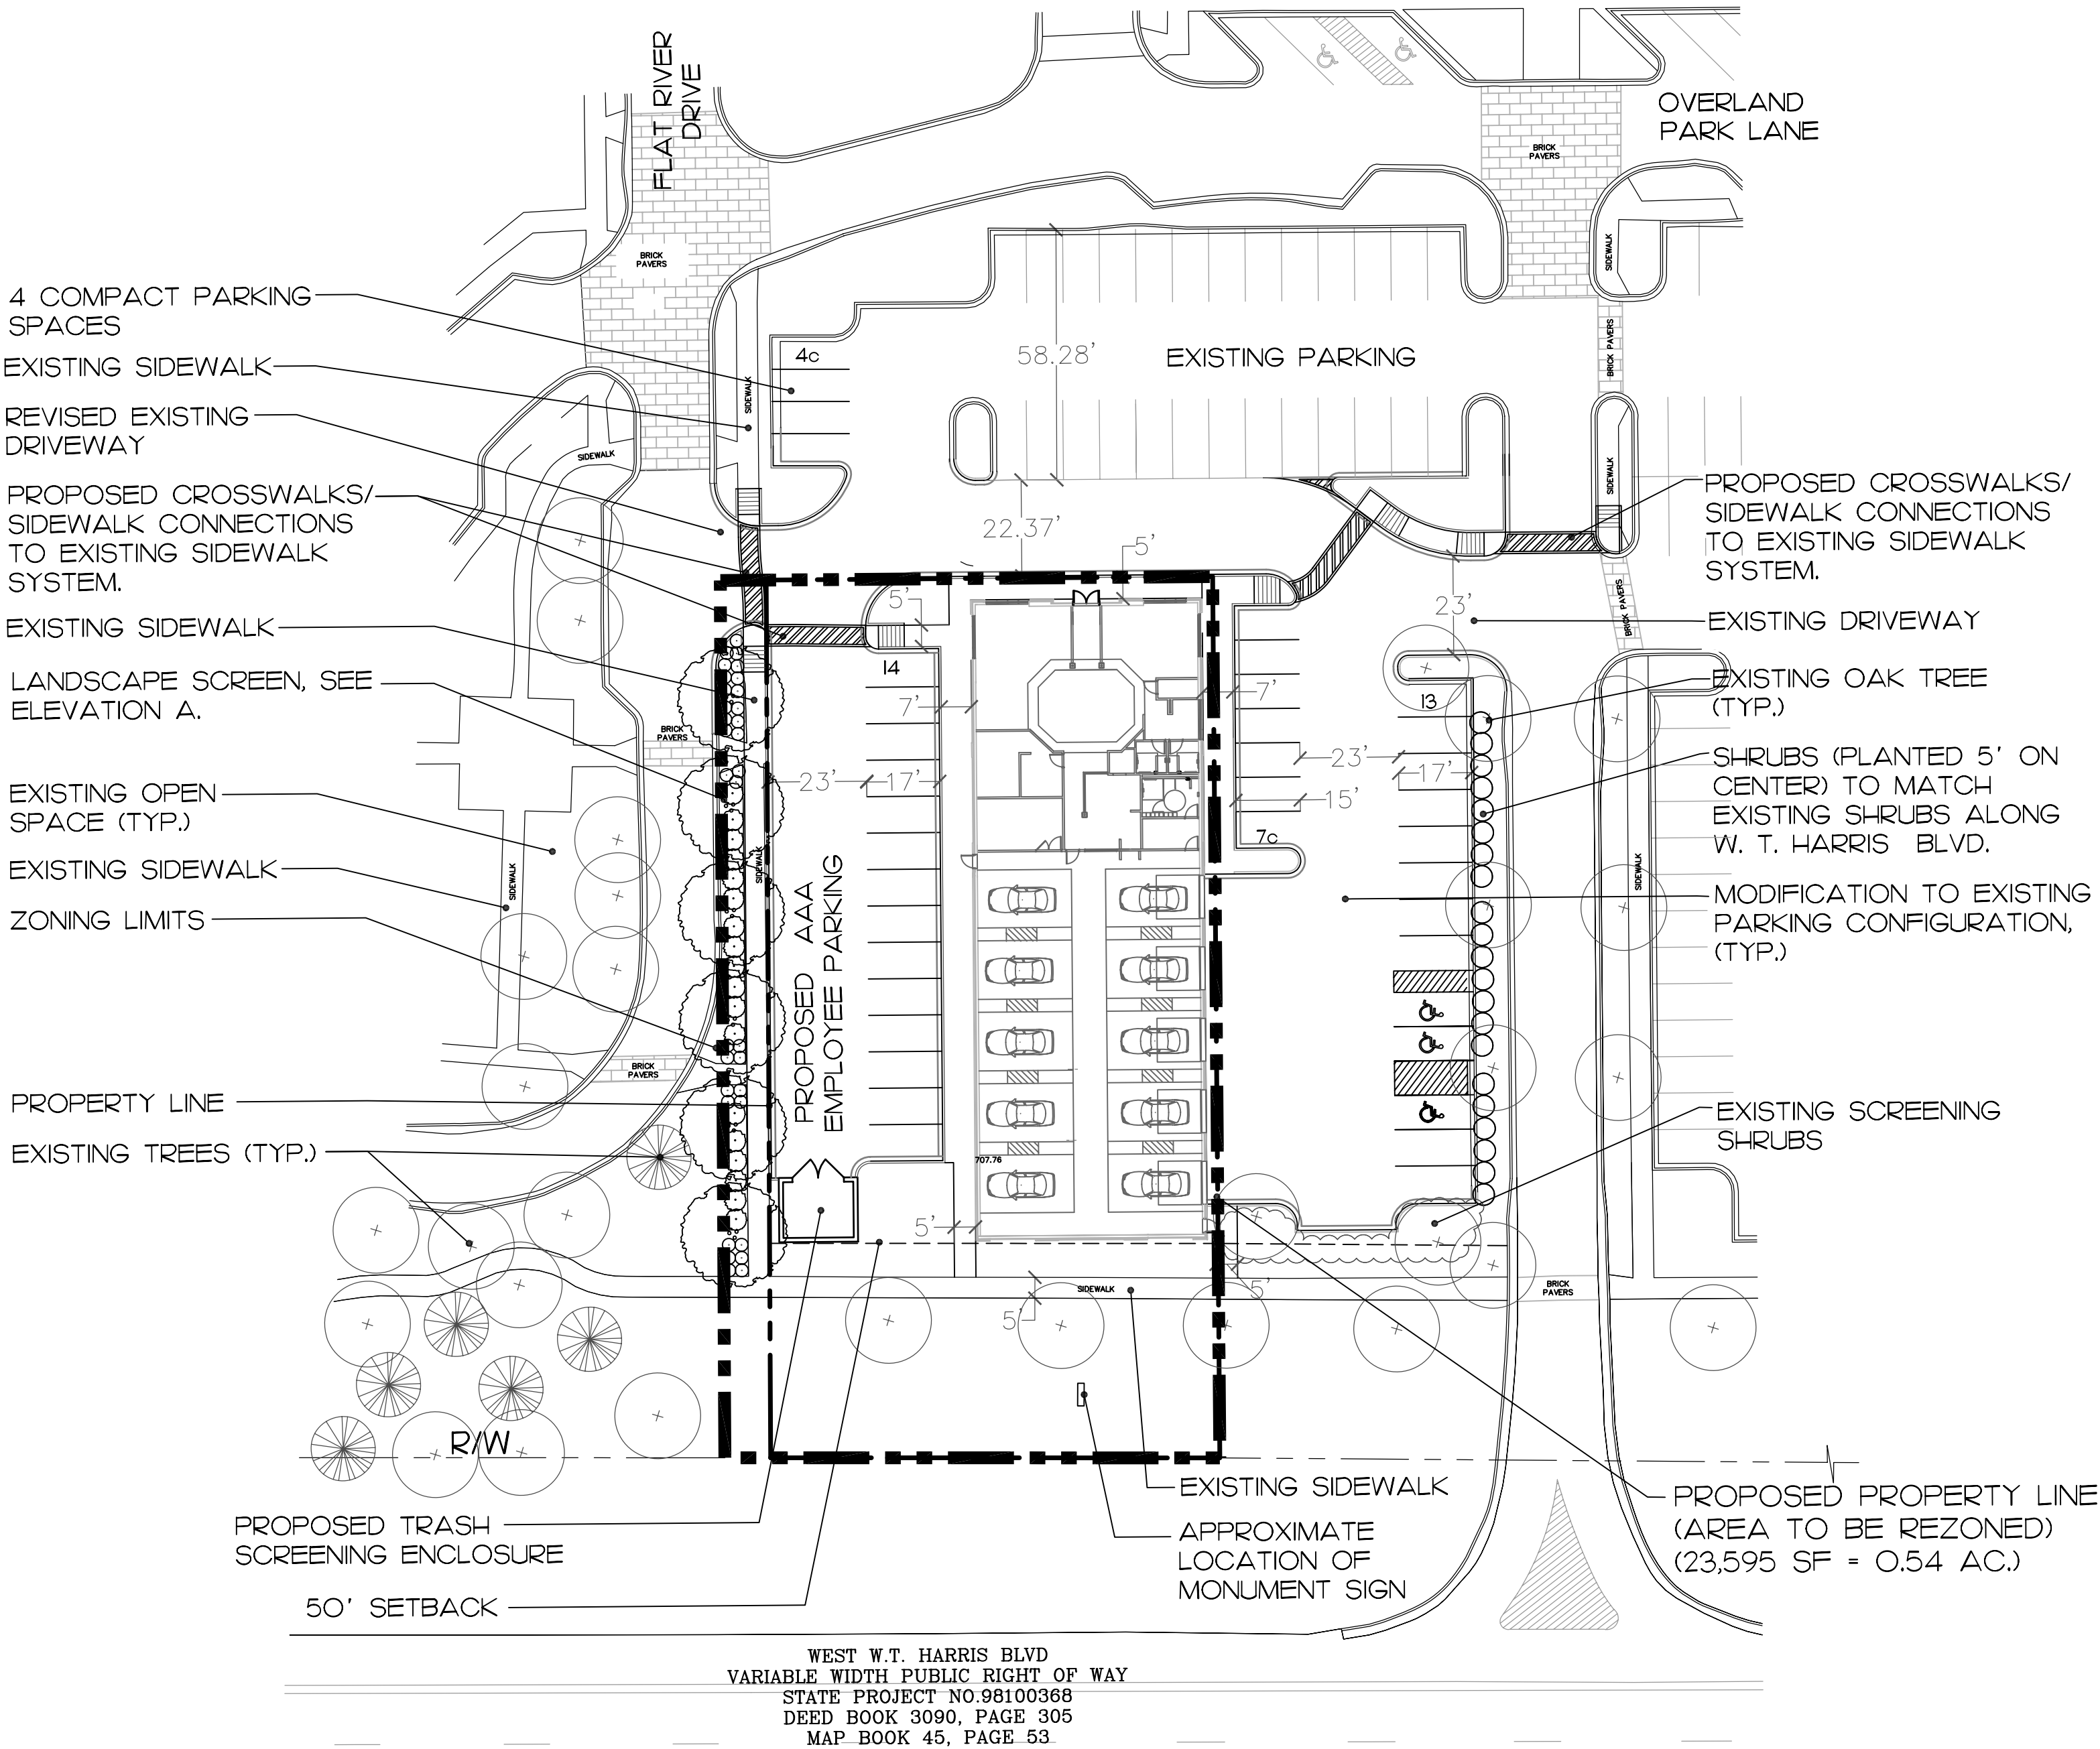 FLAT RIVER
DRIVE
OVERLAND
PARK LANE
BRICK
PAVERS
BRICK
PAVERS
SIDEWALK
4 COMPACT PARKING
SPACES
EXISTING SIDEWALK
REVISED EXISTING
DRIVEWAY
PROPOSED CROSSWALKS/
SIDEWALK CONNECTIONS
TO EXISTING SIDEWALK
SYSTEM.
EXISTING SIDEWALK
LANDSCAPE SCREEN, SEE
ELEVATION A.
EXISTING OPEN
SPACE (TYP.)
EXISTING SIDEWALK
ZONING LIMITS
PROPERTY LINE
EXISTING TREES (TYP.)
4c
58.28'
EXISTING PARKING
BRICK PAVERS
SIDEWALK
SIDEWALK
SIDEWALK
22.37'
5'
5'
23'
BRICK PAVERS
14
7'
7'
13
BRICK
PAVERS
23'
17'
23'
17'
15'
7c
SIDEWALK
SIDEWALK
SIDEWALK
PROPOSED AAA
EMPLOYEE PARKING
BRICK
PAVERS
707.76
5'
SIDEWALK
5'
5'
BRICK
PAVERS
R/W
PROPOSED CROSSWALKS/
SIDEWALK CONNECTIONS
TO EXISTING SIDEWALK
SYSTEM.
EXISTING DRIVEWAY
EXISTING OAK TREE
(TYP.)
SHRUBS (PLANTED 5' ON
CENTER) TO MATCH
EXISTING SHRUBS ALONG
W. T. HARRIS BLVD.
MODIFICATION TO EXISTING
PARKING CONFIGURATION,
(TYP.)
EXISTING SCREENING
SHRUBS
PROPOSED TRASH
SCREENING ENCLOSURE
50' SETBACK
EXISTING SIDEWALK
APPROXIMATE
LOCATION OF
MONUMENT SIGN
PROPOSED PROPERTY LINE
(AREA TO BE REZONED)
(23,595 SF = 0.54 AC.)
WEST W.T. HARRIS BLVD
VARIABLE WIDTH PUBLIC RIGHT OF WAY
STATE PROJECT NO.98100368
DEED BOOK 3090, PAGE 305
MAP BOOK 45, PAGE 53